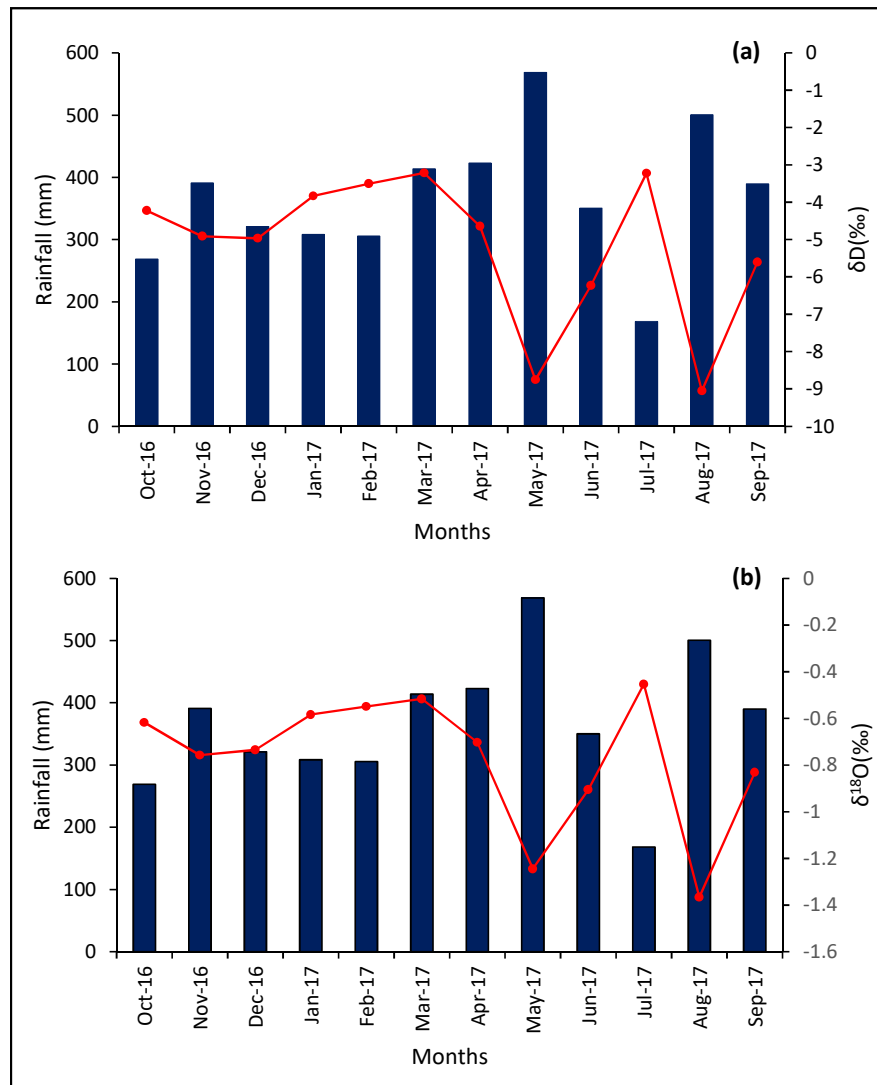 (a)
600
500
400
300
200
100
0
Rainfall (mm)
0
-1
-2
-3
-4
-5
-6
-7
-8
-9
-10
δD(‰)
Oct-16
Nov-16
Dec-16
Jan-17
Feb-17
Mar-17
Apr-17
May-17
Jun-17
Jul-17
Aug-17
Sep-17
Months
(b)
600
500
400
300
200
100
0
Rainfall (mm)
0
-0.2
-0.4
-0.6
-0.8
-1
-1.2
-1.4
-1.6
δ¹⁸O(‰)
Oct-16
Nov-16
Dec-16
Jan-17
Feb-17
Mar-17
Apr-17
May-17
Jun-17
Jul-17
Aug-17
Sep-17
Months